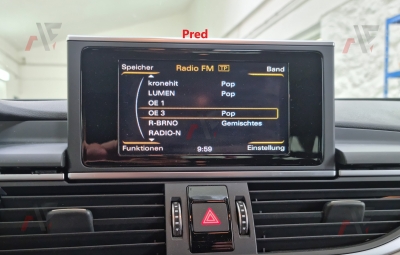 Pred
Speicher Radio FM TP Band
kronehit Pop
LUMEN Pop
OE 1
OE 3 Pop
R-BRNO Gemischtes
RADIO-N
Funktionen 9:59 Einstellung